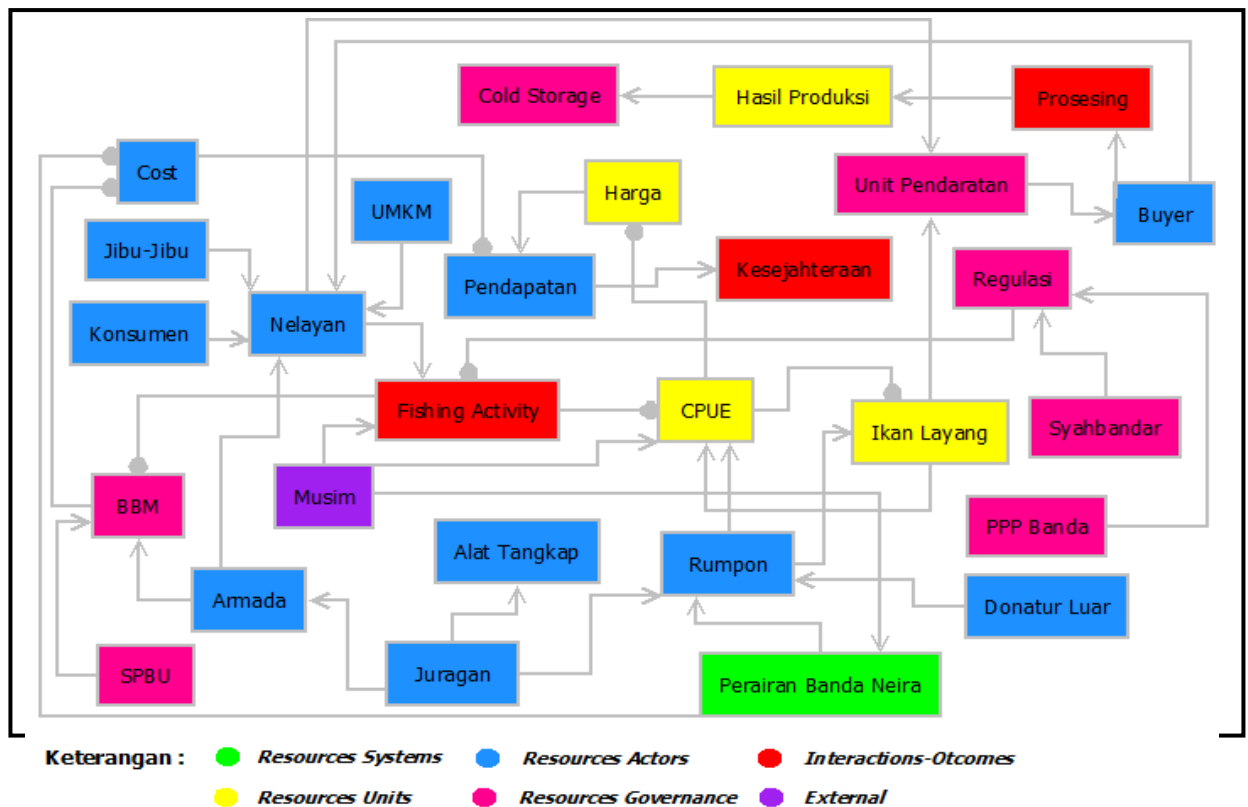 Cold Storage
Hasil Produksi
Prosesing
Cost
Harga
Unit Pendaratan
UMKM
Buyer
Jibu-Jibu
Pendapatan
Kesejahteraan
Regulasi
Konsumen
Nelayan
Fishing Activity
CPUE
Ikan Layang
Syahbandar
BBM
Musim
PPP Banda
Alat Tangkap
Rumpon
Armada
Donatur Luar
SPBU
Juragan
Perairan Banda Neira
Keterangan :
Resources Systems
Resources Actors
Interactions-Otcomes
Resources Units
Resources Governance
External